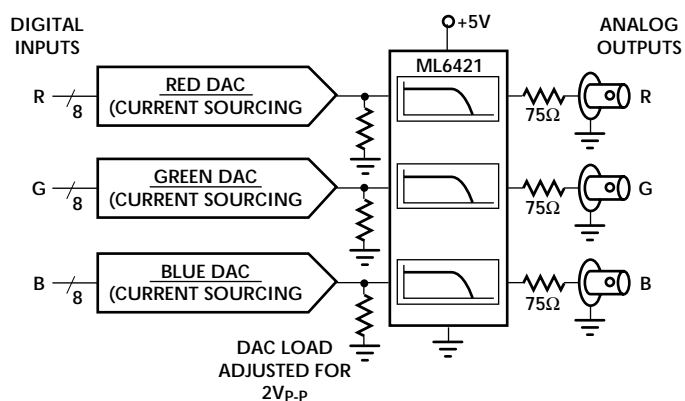 DIGITAL
INPUTS
+5V
ANALOG
OUTPUTS
ML6421
R
8
RED DAC
(CURRENT SOURCING
75Ω
R
G
8
GREEN DAC
(CURRENT SOURCING
75Ω
G
B
8
BLUE DAC
(CURRENT SOURCING
75Ω
B
DAC LOAD
ADJUSTED FOR
2VP-P